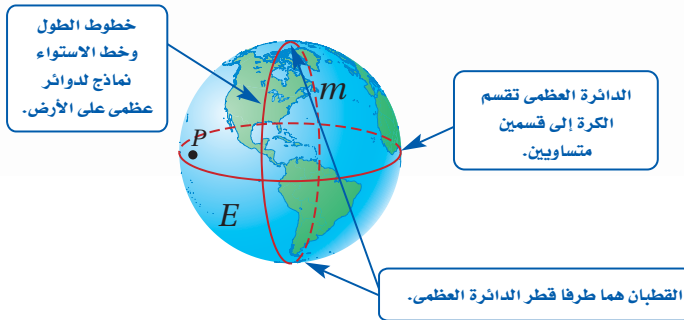 خطوط الطول
وخط الاستواء
نماذج لدوائر
عظمى على الأرض.
m
الدائرة العظمى تقسم
الكرة إلى قسمين
متساويين.
P
E
القطبان هما طرفا قطر الدائرة العظمى.